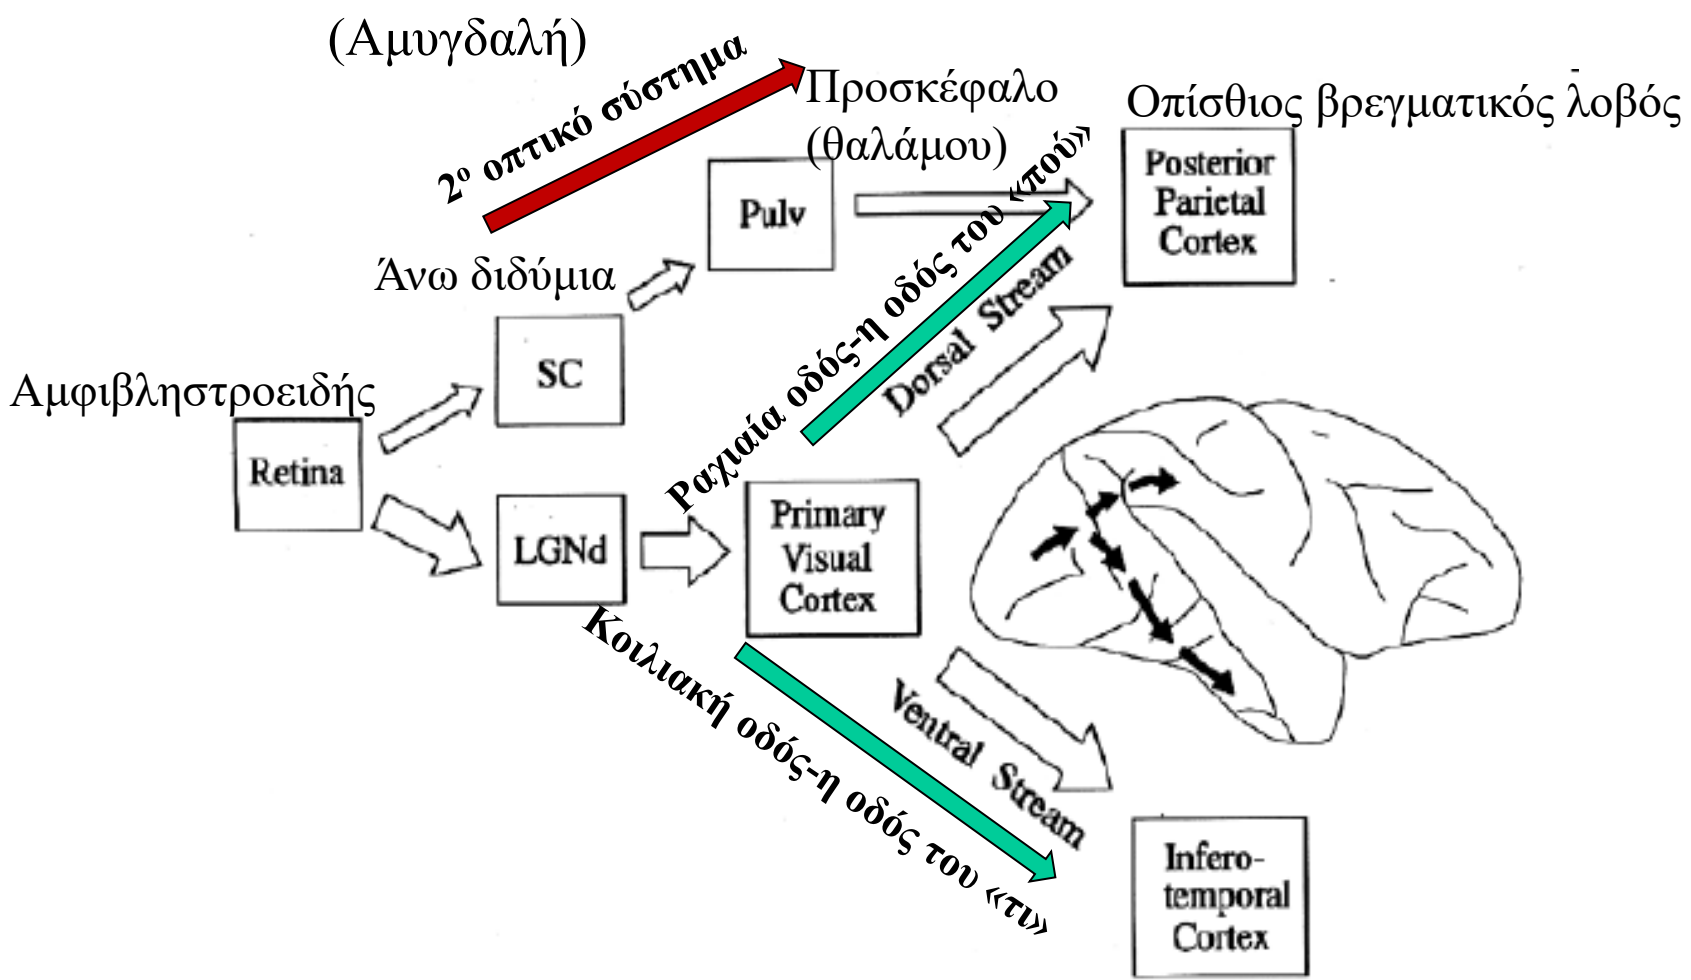 (Αμυγδαλή)
2ο οπτικό σύστημα
Προσκέφαλο
(θαλάμου)
Οπίσθιος βρεγματικός λοβός
Posterior
Parietal
Cortex
Pulv
Άνω διδύμια
SC
Ραχιαία οδός-η οδός του «πού»
Dorsal Stream
Αμφιβληστροειδής
Retina
LGNd
Primary
Visual
Cortex
Κοιλιακή οδός-η οδός του «τι»
Ventral Stream
Infero-
temporal
Cortex